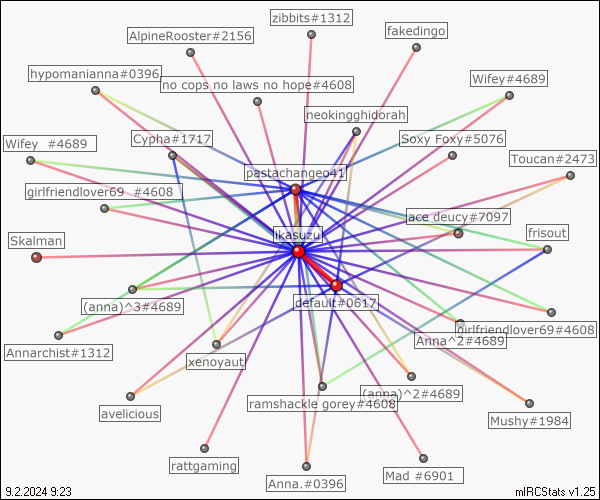 zibbits#1312
AlpineRooster#2156
fakedingo
hypomanianna#0396
no cops no laws no hope#4608
Wifey#4689
neokingghidorah
Wifey #4689
Cypha#1717
Soxy Foxy#5076
Toucan#2473
pastachangeo41
girlfriendlover69 #4608
ace deucy#7097
Skalman
likasuzu
frisout
default#0617
(anna)^3#4689
girlfriendlover69#4608
Anna^2#4689
Annarchist#1312
xenoyaut
(anna)^2#4689
avelicious
ramshackle gorey#4608
Mushy#1984
rattgaming
Anna.#0396
Mad #6901
9.2.2024 9:23
mIRCStats v1.25